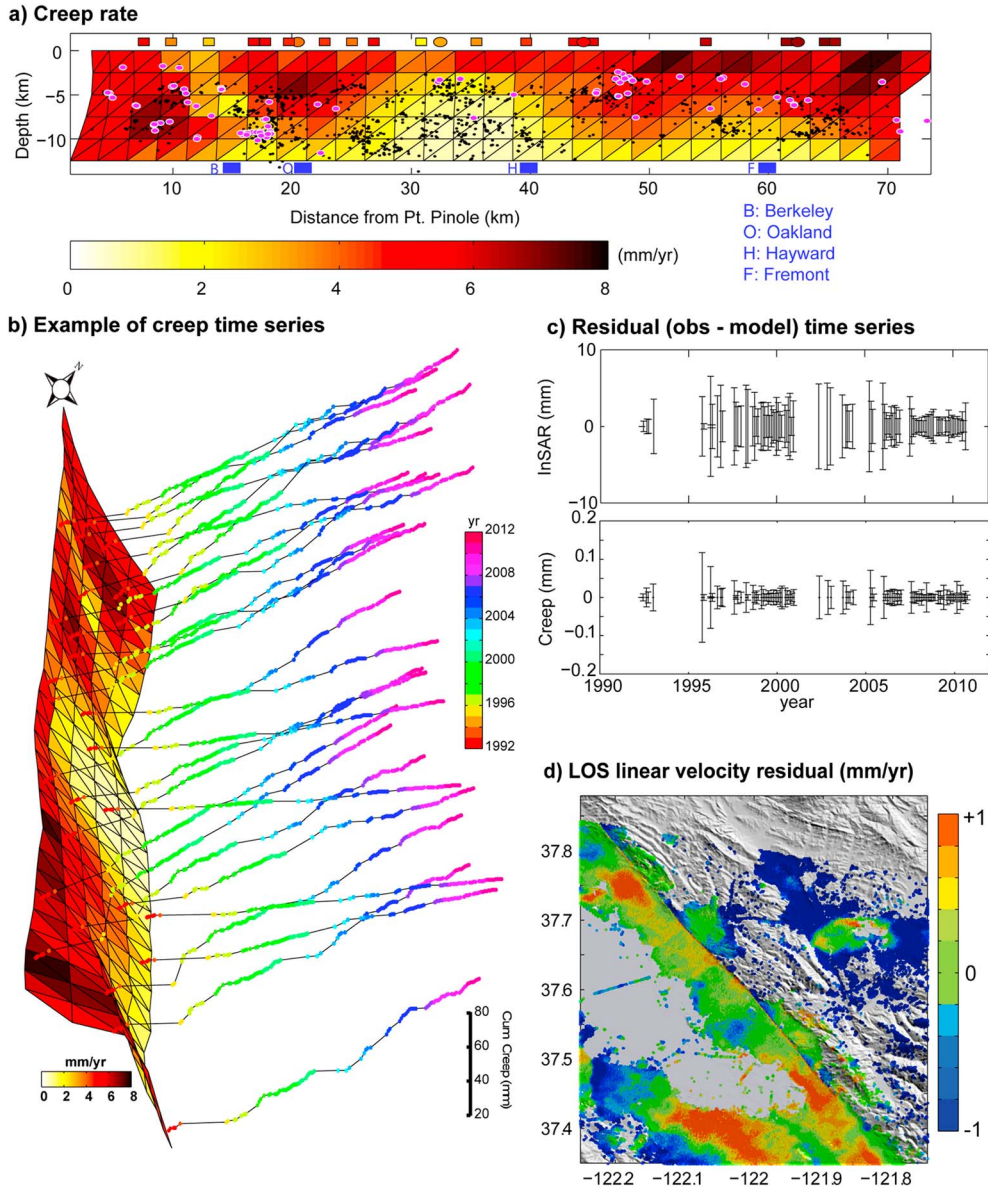 a) Creep rate
Depth (km)
0
−5
−10
B
O
H
F
10
20
30
40
50
60
70
Distance from Pt. Pinole (km)
B: Berkeley
O: Oakland
H: Hayward
F: Fremont
(mm/yr)
0
2
4
6
8
b) Example of creep time series
N
yr
2012
2008
2004
2000
1996
1992
mm/yr
0 2 4 6 8
Cum Creep (mm)
80
60
40
20
c) Residual (obs - model) time series
InSAR (mm)
10
0
−10
Creep (mm)
0.2
0.1
0
−0.1
−0.2
1990
1995
2000
2005
2010
year
d) LOS linear velocity residual (mm/yr)
37.8
37.7
37.6
37.5
37.4
−122.2
−122.1
−122
−121.9
−121.8
+1
0
-1